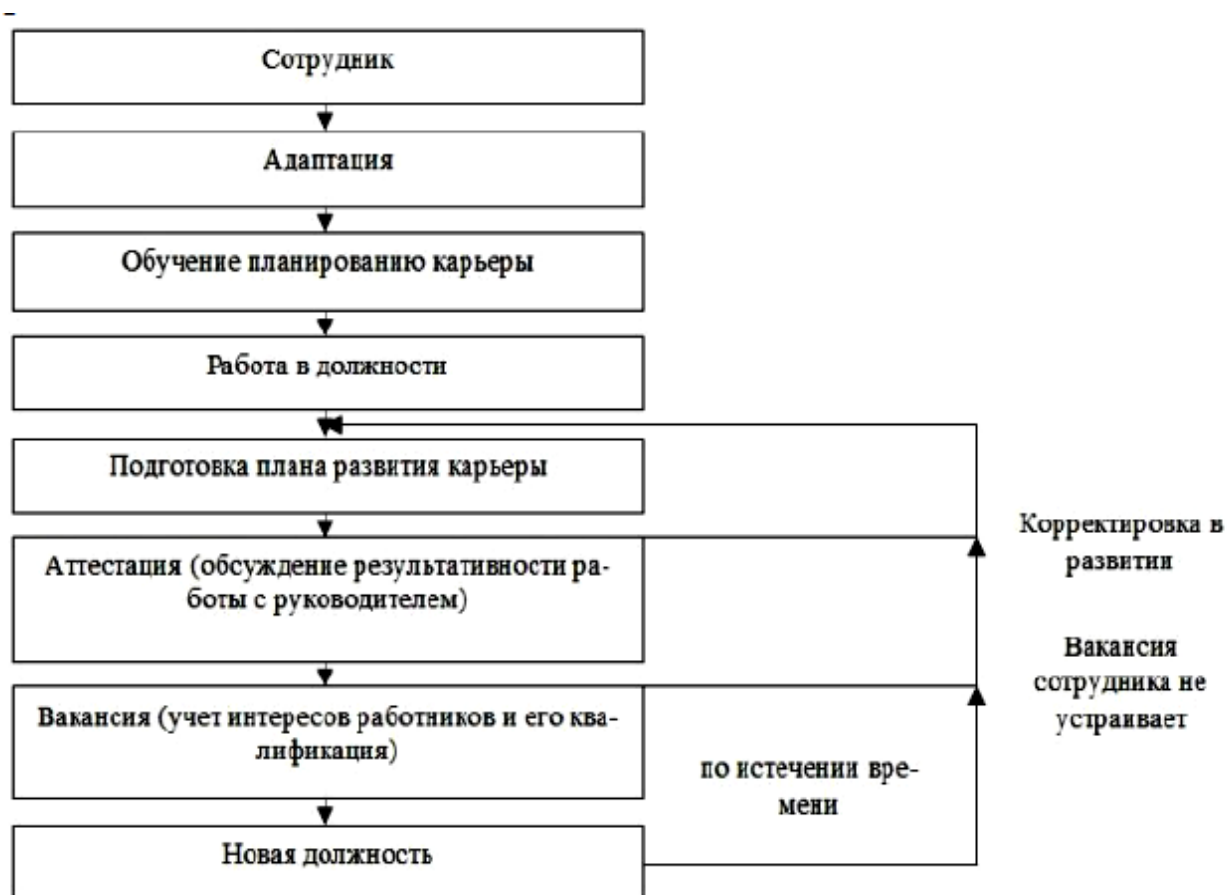 Сотрудник
Адаптация
Обучение планированию карьеры
Работа в должности
Подготовка плана развития карьеры
Аттестация (обсуждение результативности ра-
боты с руководителем)
Вакансия (учет интересов работников и его ква-
лификация)
Новая должность
Корректировка в
развитии
Вакансия
сотрудника не
устраивает
по истечении вре-
мени